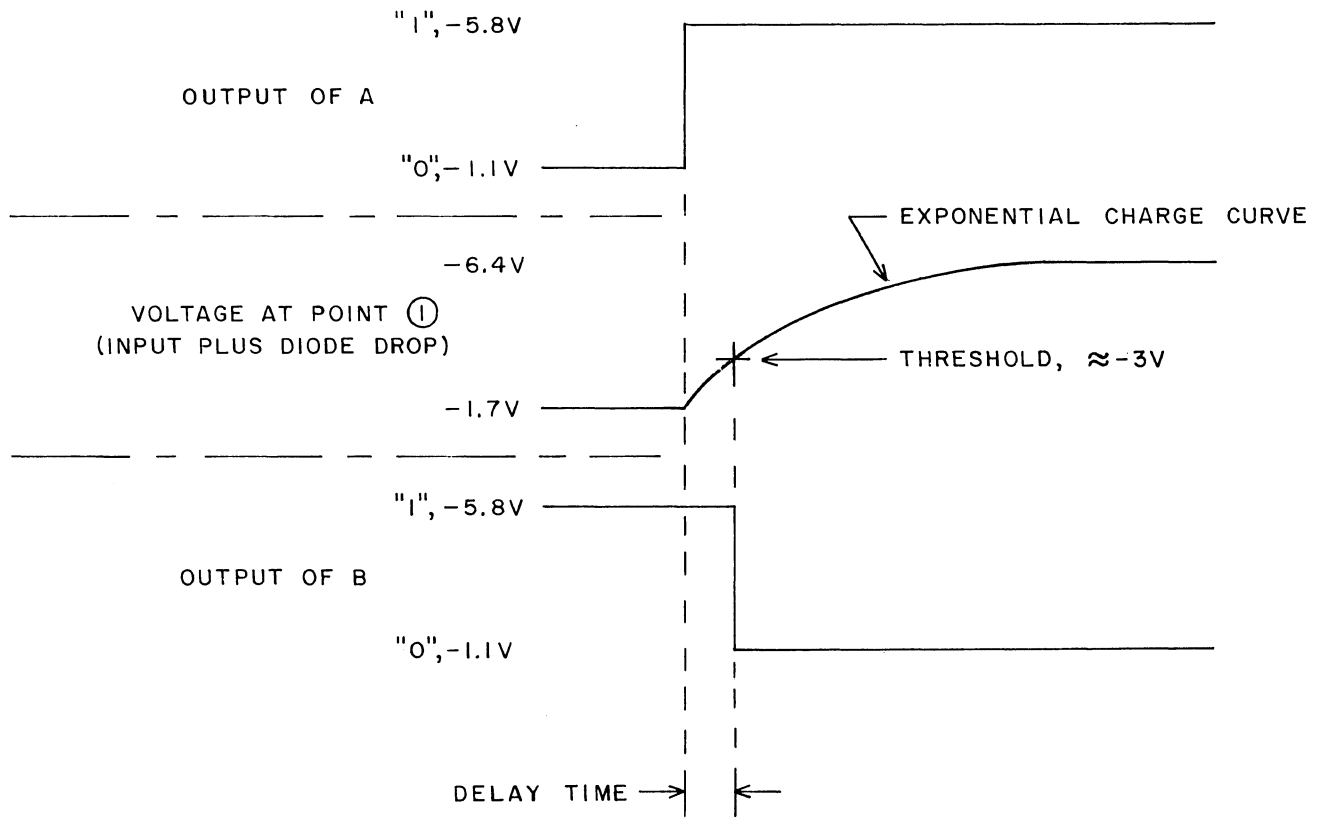 "1", -5.8V
OUTPUT OF A
"0", -1.1V
EXPONENTIAL CHARGE CURVE
-6.4V
VOLTAGE AT POINT ①
(INPUT PLUS DIODE DROP)
THRESHOLD, ≈-3V
-1.7V
"1", -5.8V
OUTPUT OF B
"0", -1.1V
DELAY TIME